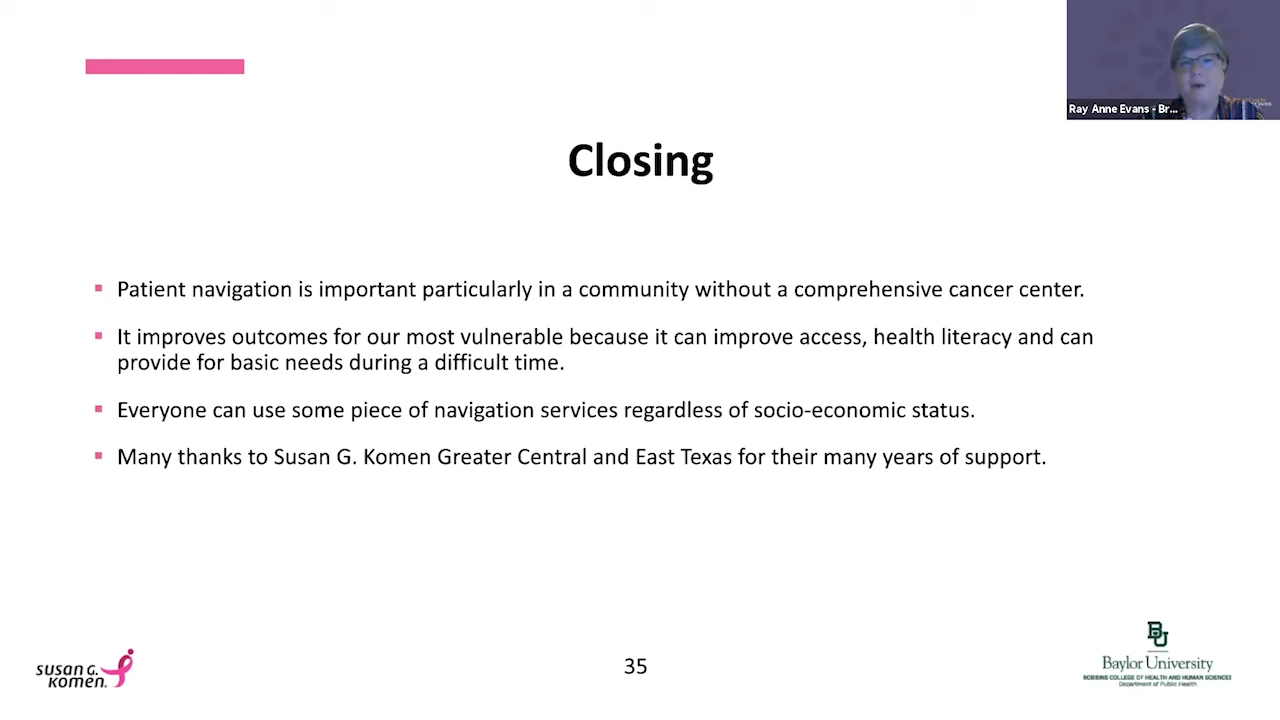 Ray Anne Evans - Br...
Closing
Patient navigation is important particularly in a community without a comprehensive cancer center.
It improves outcomes for our most vulnerable because it can improve access, health literacy and can
provide for basic needs during a difficult time.
Everyone can use some piece of navigation services regardless of socio-economic status.
Many thanks to Susan G. Komen Greater Central and East Texas for their many years of support.
susan G.
komen.
35
BU
Baylor University
ROBBINS COLLEGE OF HEALTH AND HUMAN SCIENCES
Department of Public Health